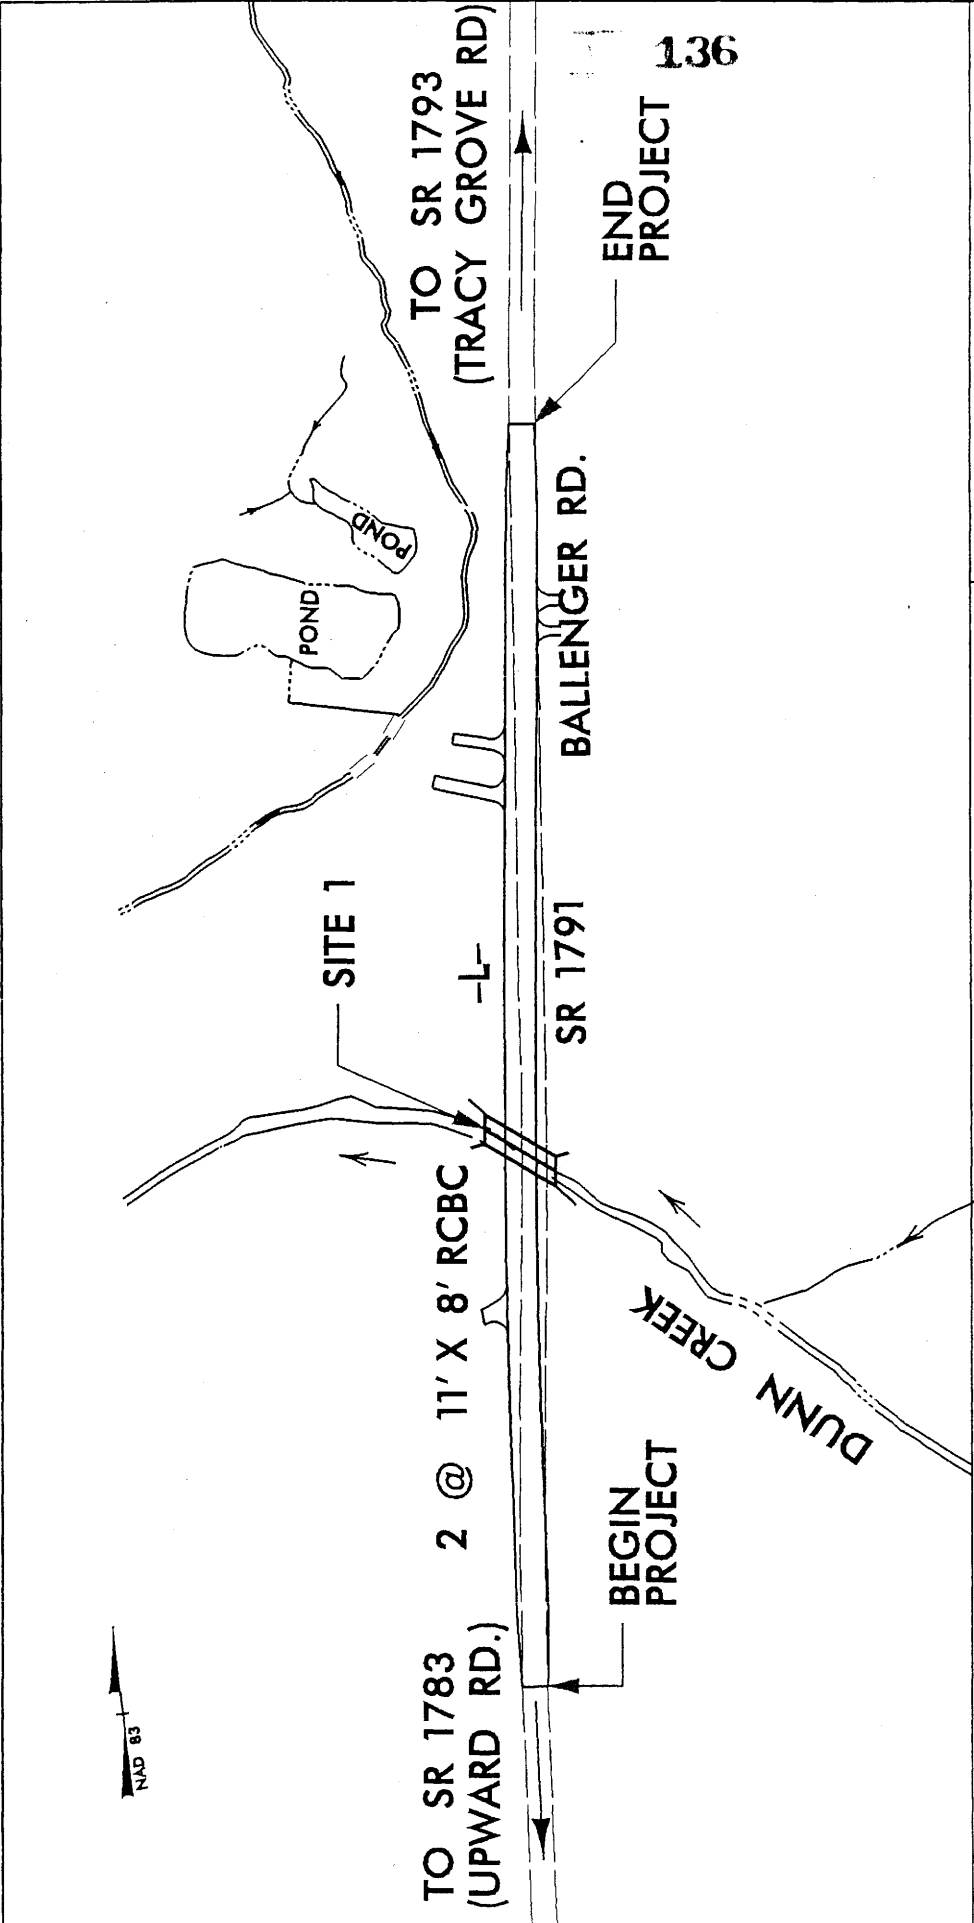 136
TO SR 1793
(TRACY GROVE RD)
END
PROJECT
POND
POND
BALLENGER RD.
SITE 1
-L-
SR 1791
2 @ 11' X 8' RCBC
DUNN CREEK
BEGIN
PROJECT
TO SR 1783
(UPWARD RD.)
NAD 83